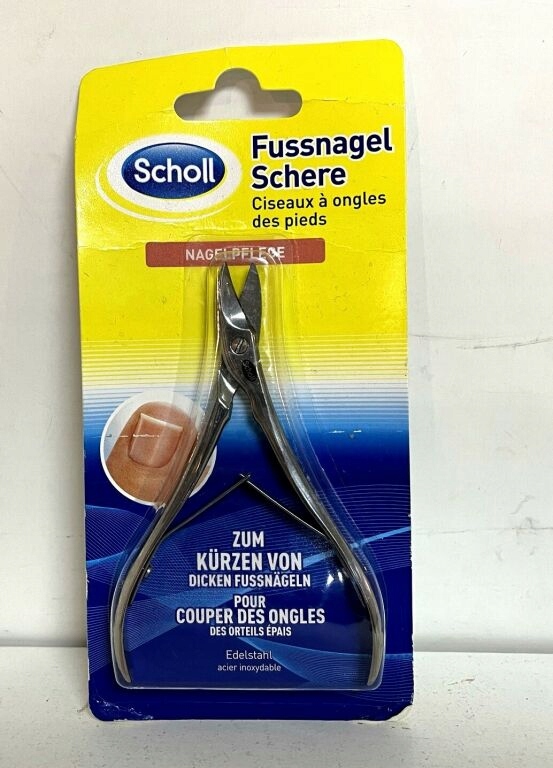 Scholl
Fussnagel
Schere
Ciseaux à ongles
des pieds
NAGELPFLEGE
ZUM
KÜRZEN VON
DICKEN FUSSNÄGELN
POUR
COUPER DES ONGLES
DES ORTEILS ÉPAIS
Edelstahl
acier inoxydable